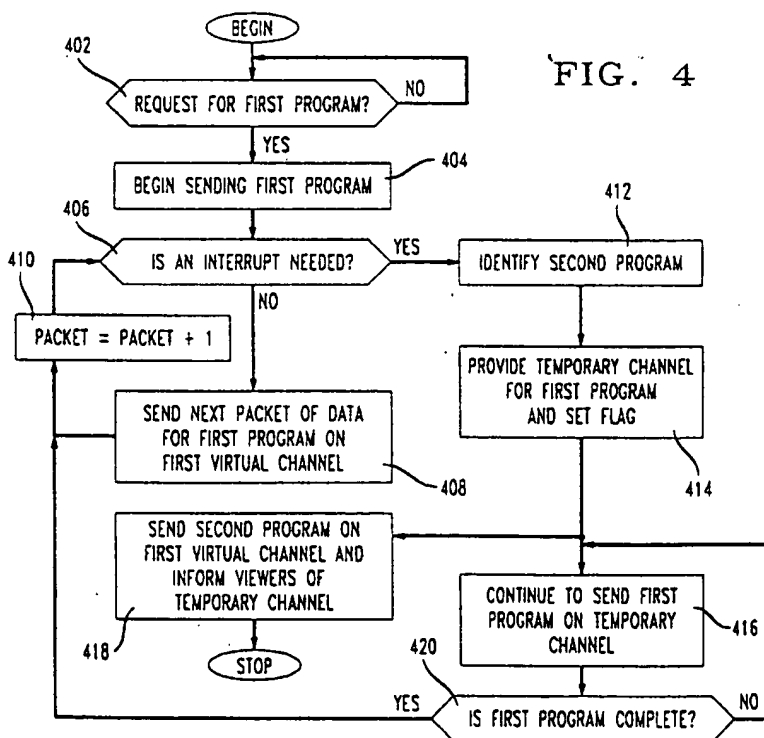 BEGIN
FIG. 4
402
REQUEST FOR FIRST PROGRAM?
NO
YES
404
BEGIN SENDING FIRST PROGRAM
406
412
IS AN INTERRUPT NEEDED?
YES
IDENTIFY SECOND PROGRAM
410
NO
PACKET = PACKET + 1
PROVIDE TEMPORARY CHANNEL
FOR FIRST PROGRAM
AND SET FLAG
414
SEND NEXT PACKET OF DATA
FOR FIRST PROGRAM ON
FIRST VIRTUAL CHANNEL
408
SEND SECOND PROGRAM ON
FIRST VIRTUAL CHANNEL AND
INFORM VIEWERS OF
TEMPORARY CHANNEL
418
CONTINUE TO SEND FIRST
PROGRAM ON TEMPORARY
CHANNEL
416
STOP
420
YES
IS FIRST PROGRAM COMPLETE?
NO